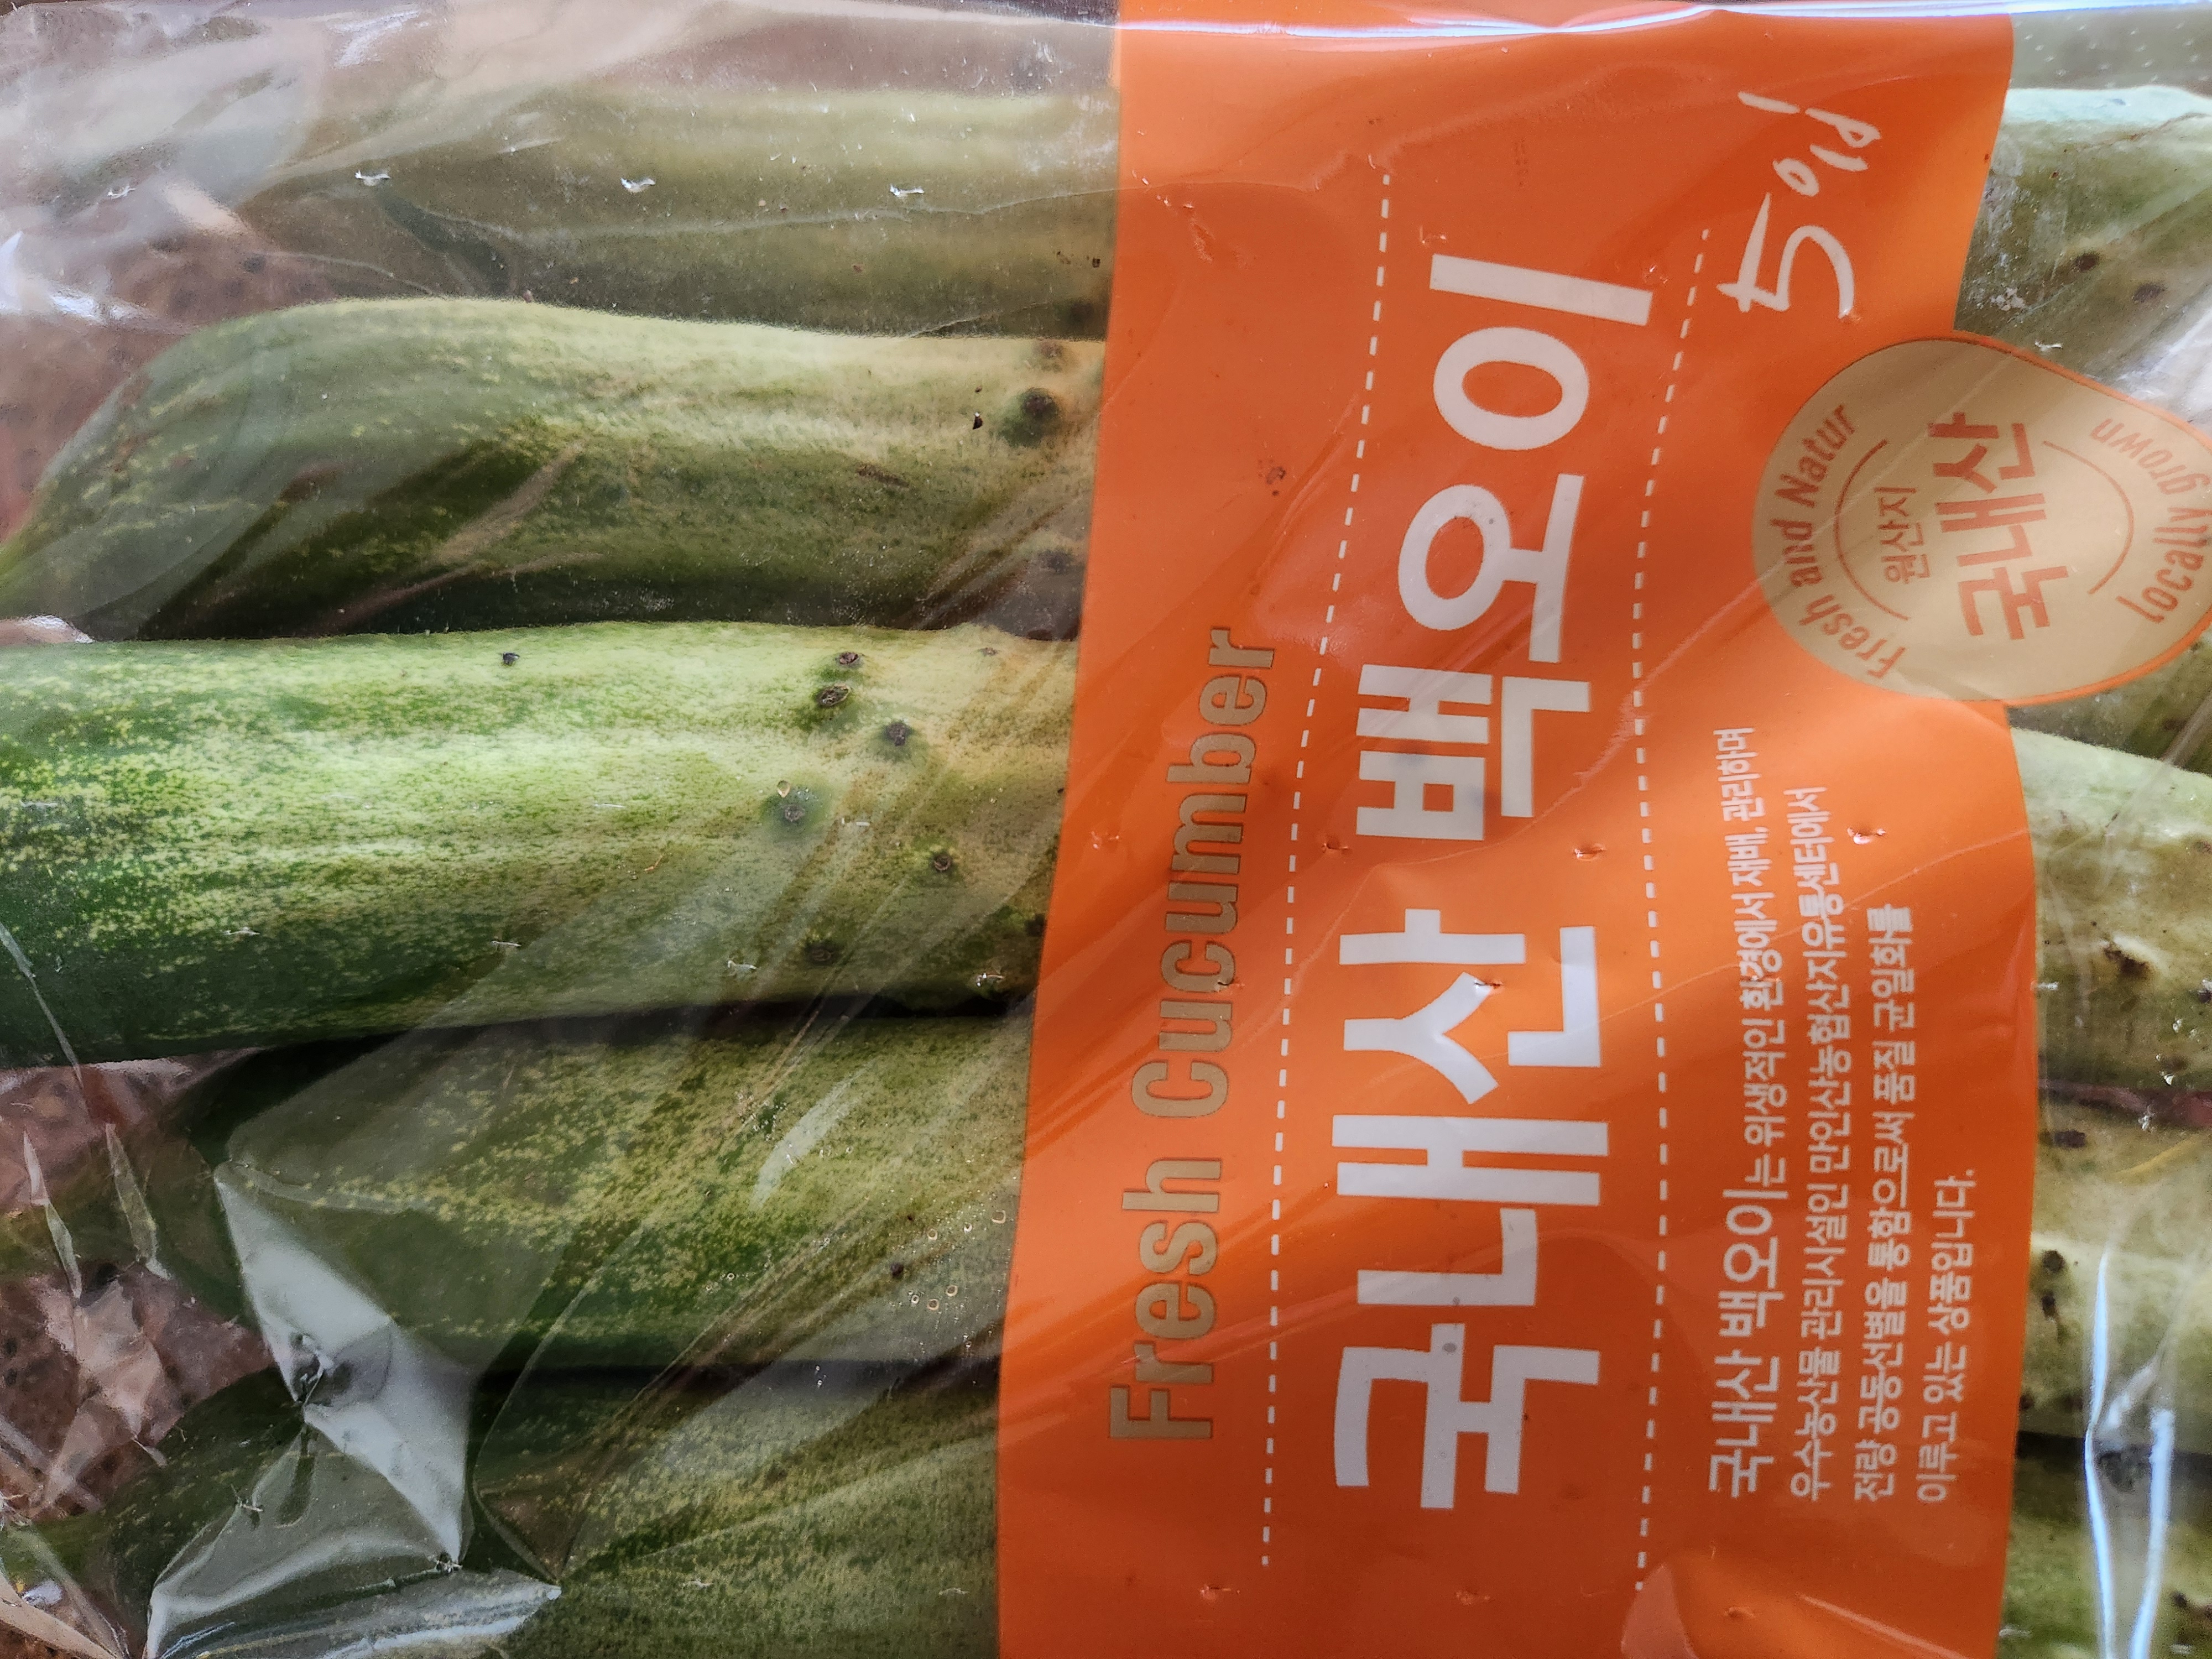 Fresh Cucumber
국내산 백오이
5이
Fresh and Natur
원산지
국내산
locally grown
국내산 백오이는 위생적인 환경에서 재배, 관리하며
우수농산물 관리시설인 만인산농협산지유통센터에서
전량 공동선별을 통함으로써 품질 균일화를
이루고 있는 상품입니다.